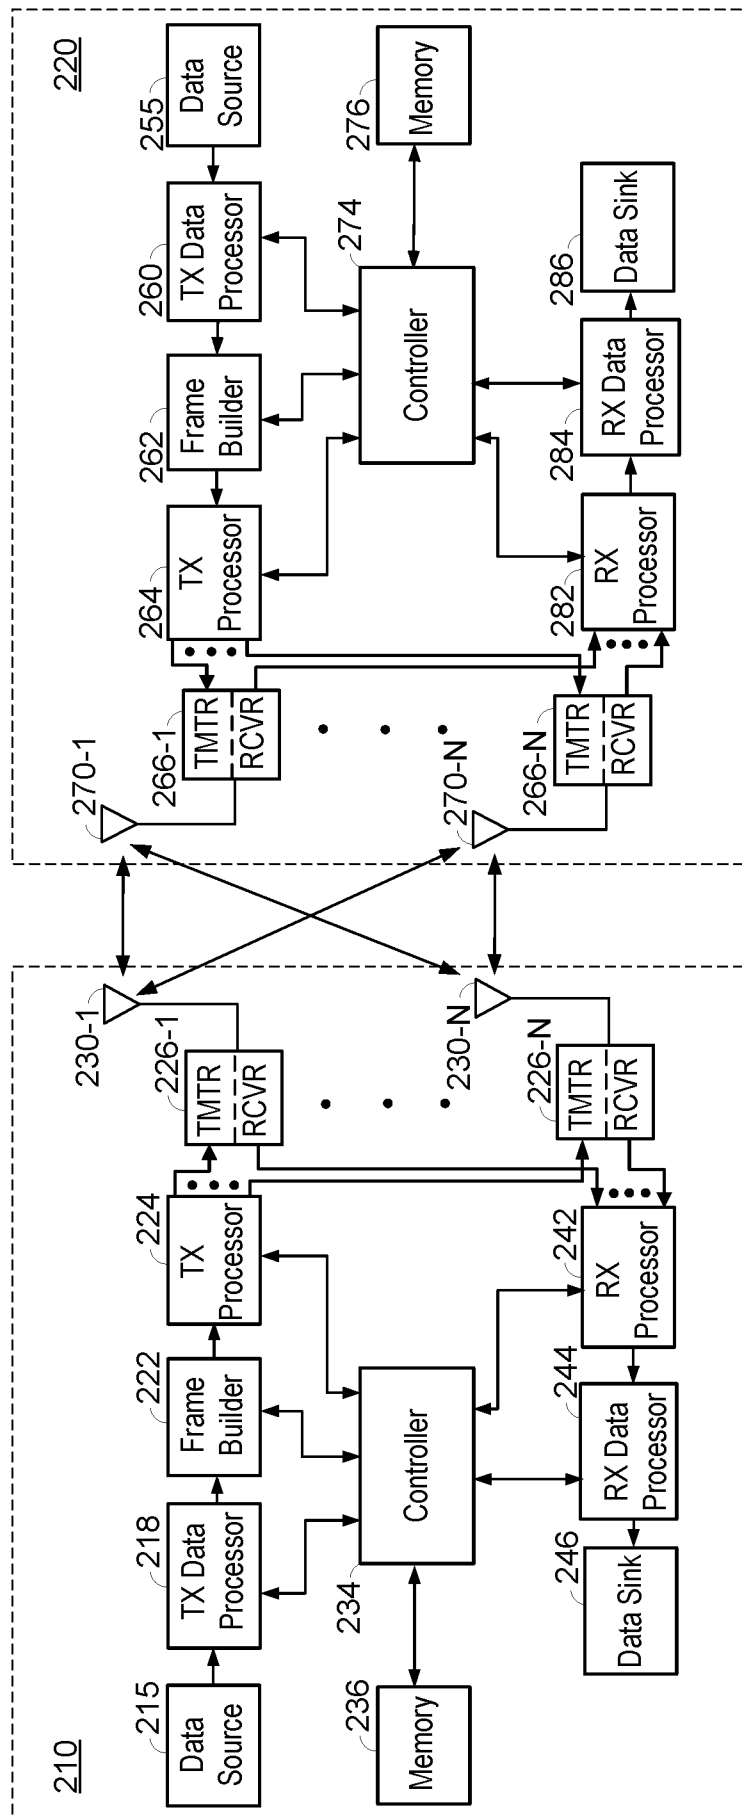 210
215
Data
Source
218
TX Data
Processor
222
Frame
Builder
224
TX
Processor
226-1
TMTR
RCVR
230-1
236
Memory
234
Controller
226-N
TMTR
RCVR
230-N
246
Data Sink
244
RX Data
Processor
242
RX
Processor
220
270-1
266-1
TMTR
RCVR
264
TX
Processor
262
Frame
Builder
260
TX Data
Processor
255
Data
Source
270-N
266-N
TMTR
RCVR
274
Controller
276
Memory
282
RX
Processor
284
RX Data
Processor
286
Data Sink